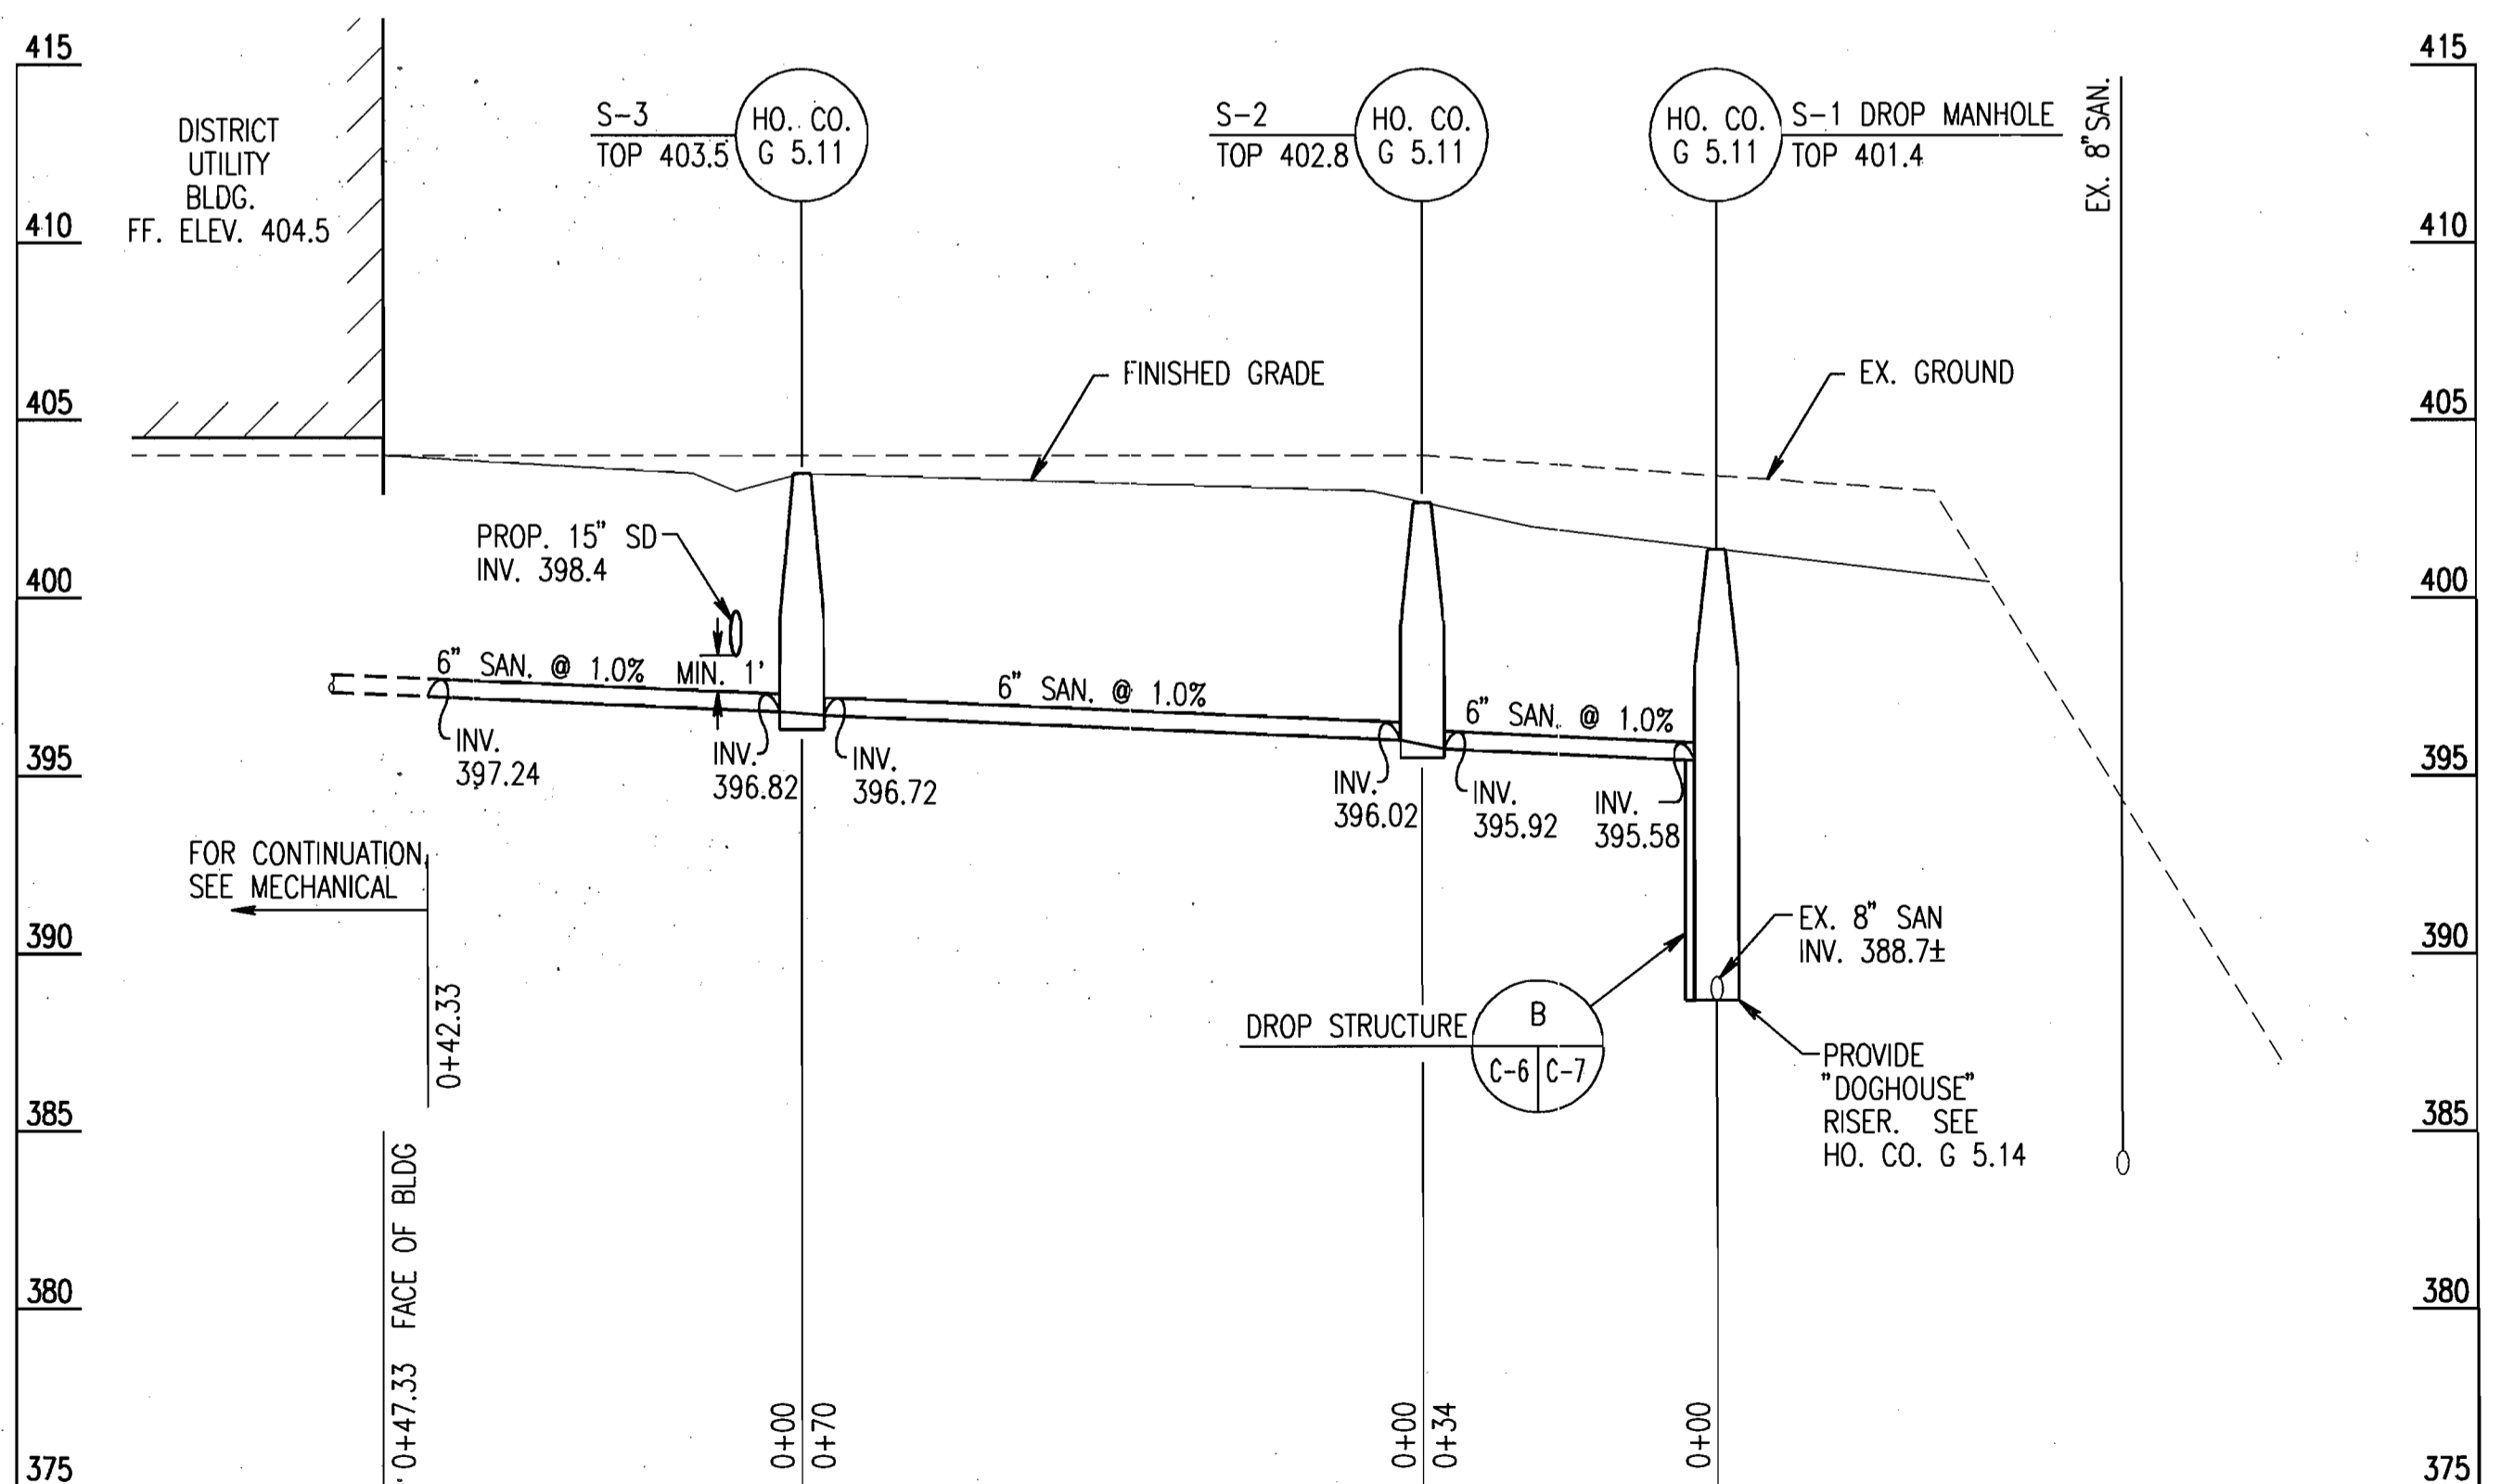 415
410
405
400
395
390
385
380
375
DISTRICT
UTILITY
BLDG.
FF. ELEV. 404.5
S-3
TOP 403.5
HO. CO.
G 5.11
S-2
TOP 402.8
HO. CO.
G 5.11
HO. CO.
G 5.11
S-1 DROP MANHOLE
TOP 401.4
EX. 8" SAN.
FINISHED GRADE
EX. GROUND
PROP. 15" SD
INV. 398.4
6" SAN. @ 1.0%
MIN. 1'
6" SAN. @ 1.0%
6" SAN. @ 1.0%
INV.
397.24
INV.
396.82
INV.
396.72
INV.
396.02
INV.
395.92
INV.
395.58
FOR CONTINUATION
SEE MECHANICAL
0+42.33
EX. 8" SAN
INV. 388.7±
DROP STRUCTURE
B
C-6
C-7
PROVIDE
"DOGHOUSE"
RISER. SEE
HO. CO. G 5.14
0+47.33 FACE OF BLDG
0+00
0+70
0+00
0+34
0+00
415
410
405
400
395
390
385
380
375